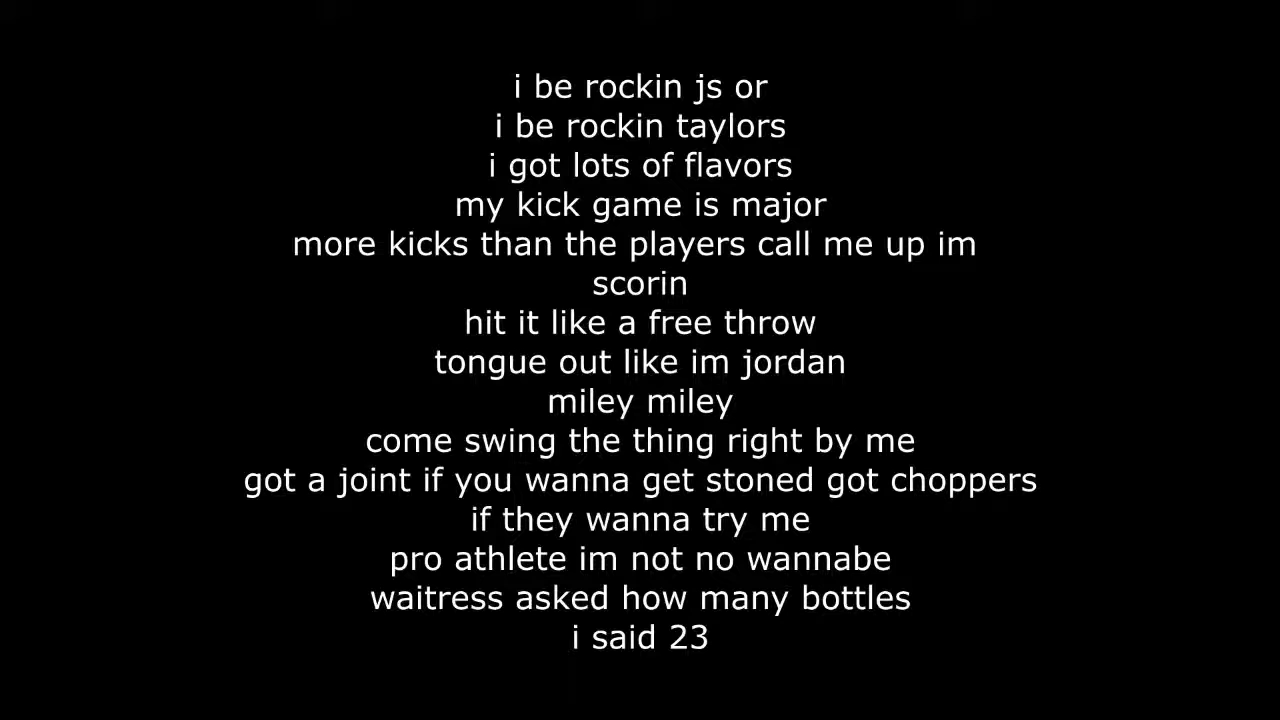 i be rockin js or
i be rockin taylors
i got lots of flavors
my kick game is major
more kicks than the players call me up im
scorin
hit it like a free throw
tongue out like im jordan
miley miley
come swing the thing right by me
got a joint if you wanna get stoned got choppers
if they wanna try me
pro athlete im not no wannabe
waitress asked how many bottles
i said 23